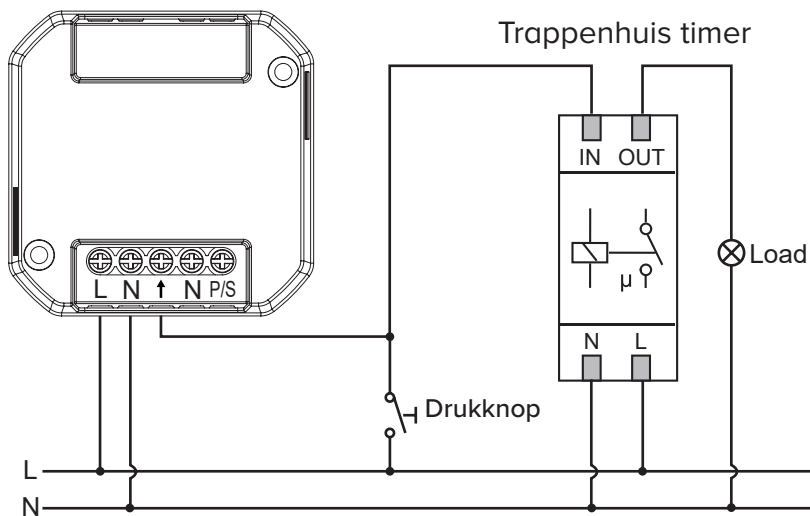 Trappenhuis timer
IN OUT
L N ↑ N P/S
Load
µ
N L
Drukknop
L
N